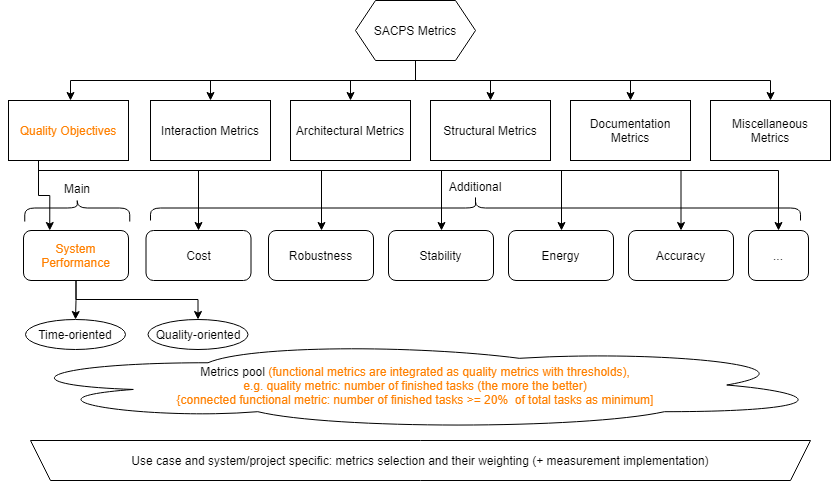 SACPS Metrics
Quality Objectives
Interaction Metrics
Architectural Metrics
Structural Metrics
Documentation
Metrics
Miscellaneous
Metrics
Main
Additional
System
Performance
Cost
Robustness
Stability
Energy
Accuracy
...
Time-oriented
Quality-oriented
Metrics pool (functional metrics are integrated as quality metrics with thresholds),
e.g. quality metric: number of finished tasks (the more the better)
{connected functional metric: number of finished tasks >= 20% of total tasks as minimum]
Use case and system/project specific: metrics selection and their weighting (+ measurement implementation)